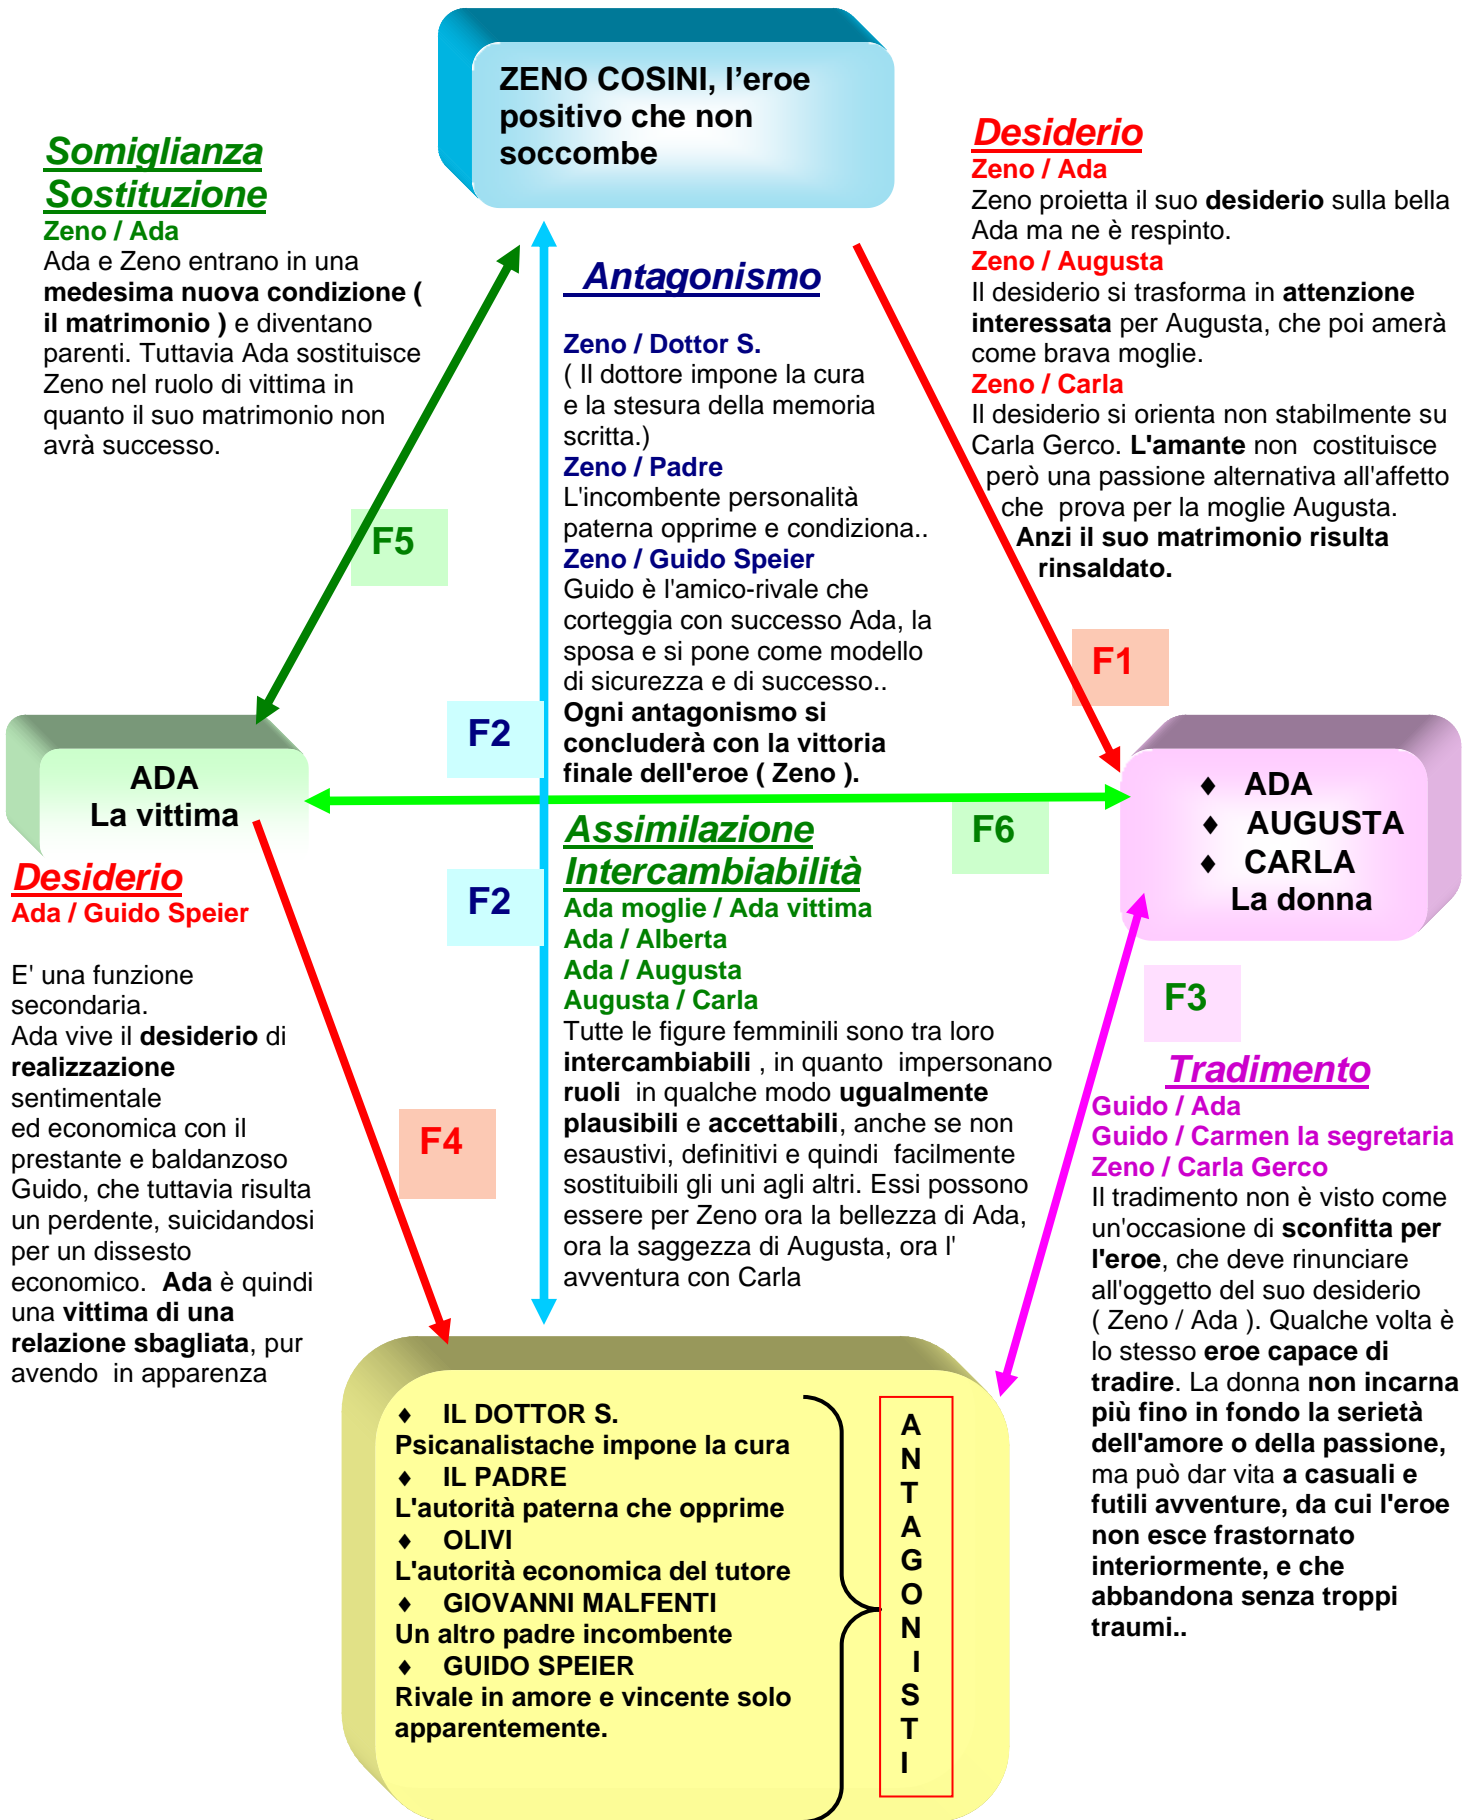 ZENO COSINI, l'eroe
positivo che non
soccombe
Somiglianza
Sostituzione
Zeno / Ada
Ada e Zeno entrano in una
medesima nuova condizione (
il matrimonio ) e diventano
parenti. Tuttavia Ada sostituisce
Zeno nel ruolo di vittima in
quanto il suo matrimonio non
avrà successo.
F5
Antagonismo
Zeno / Dottor S.
( Il dottore impone la cura
e la stesura della memoria
scritta.)
Zeno / Padre
L'incombente personalità
paterna opprime e condiziona..
Zeno / Guido Speier
Guido è l'amico-rivale che
corteggia con successo Ada, la
sposa e si pone come modello
di sicurezza e di successo..
Ogni antagonismo si
concluderà con la vittoria
finale dell'eroe ( Zeno ).
F2
Desiderio
Zeno / Ada
Zeno proietta il suo desiderio sulla bella
Ada ma ne è respinto.
Zeno / Augusta
Il desiderio si trasforma in attenzione
interessata per Augusta, che poi amerà
come brava moglie.
Zeno / Carla
Il desiderio si orienta non stabilmente su
Carla Gerco. L'amante non costituisce
però una passione alternativa all'affetto
che prova per la moglie Augusta.
Anzi il suo matrimonio risulta
rinsaldato.
F1
ADA
La vittima
♦ ADA
♦ AUGUSTA
♦ CARLA
La donna
Desiderio
Ada / Guido Speier
E' una funzione
secondaria.
Ada vive il desiderio di
realizzazione
sentimentale
ed economica con il
prestante e baldanzoso
Guido, che tuttavia risulta
un perdente, suicidandosi
per un dissesto
economico. Ada è quindi
una vittima di una
relazione sbagliata, pur
avendo in apparenza
F4
F2
Assimilazione
Intercambiabilità
Ada moglie / Ada vittima
Ada / Alberta
Ada / Augusta
Augusta / Carla
Tutte le figure femminili sono tra loro
intercambiabili , in quanto impersonano
ruoli in qualche modo ugualmente
plausibili e accettabili, anche se non
esaustivi, definitivi e quindi facilmente
sostituibili gli uni agli altri. Essi possono
essere per Zeno ora la bellezza di Ada,
ora la saggezza di Augusta, ora l'
avventura con Carla
F6
F3
Tradimento
Guido / Ada
Guido / Carmen la segretaria
Zeno / Carla Gerco
Il tradimento non è visto come
un'occasione di sconfitta per
l'eroe, che deve rinunciare
all'oggetto del suo desiderio
( Zeno / Ada ). Qualche volta è
lo stesso eroe capace di
tradire. La donna non incarna
più fino in fondo la serietà
dell'amore o della passione,
ma può dar vita a casuali e
futili avventure, da cui l'eroe
non esce frastornato
interiormente, e che
abbandona senza troppi
traumi..
♦ IL DOTTOR S.
Psicanalistache impone la cura
♦ IL PADRE
L'autorità paterna che opprime
♦ OLIVI
L'autorità economica del tutore
♦ GIOVANNI MALFENTI
Un altro padre incombente
♦ GUIDO SPEIER
Rivale in amore e vincente solo
apparentemente.
A
N
T
A
G
O
N
I
S
T
I